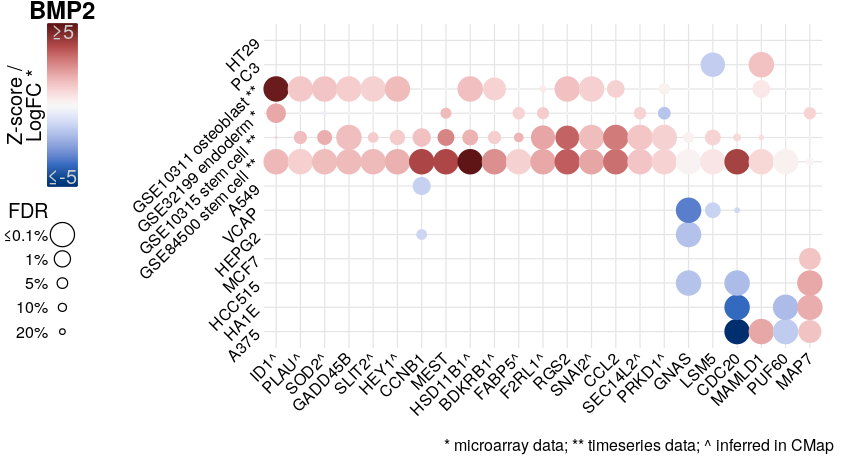 BMP2
≥5
≤-5
Z-score /
LogFC *
FDR
≤0.1%
1%
5%
10%
20%
HT29
PC3
GSE10311 osteoblast **
GSE32199 endoderm *
GSE10315 stem cell **
GSE84500 stem cell **
A549
VCAP
HEPG2
MCF7
HCC515
HA1E
A375
ID1^
PLAU^
SOD2^
GADD45B
SLIT2^
HEY1^
CCNB1
MEST
HSD11B1^
BDKRB1^
FABP5^
F2RL1^
RGS2
SNAI2^
CCL2
SEC14L2^
PRKD1^
GNAS
LSM5
CDC20
MAMLD1
PUF60
MAP7
* microarray data; ** timeseries data; ^ inferred in CMap